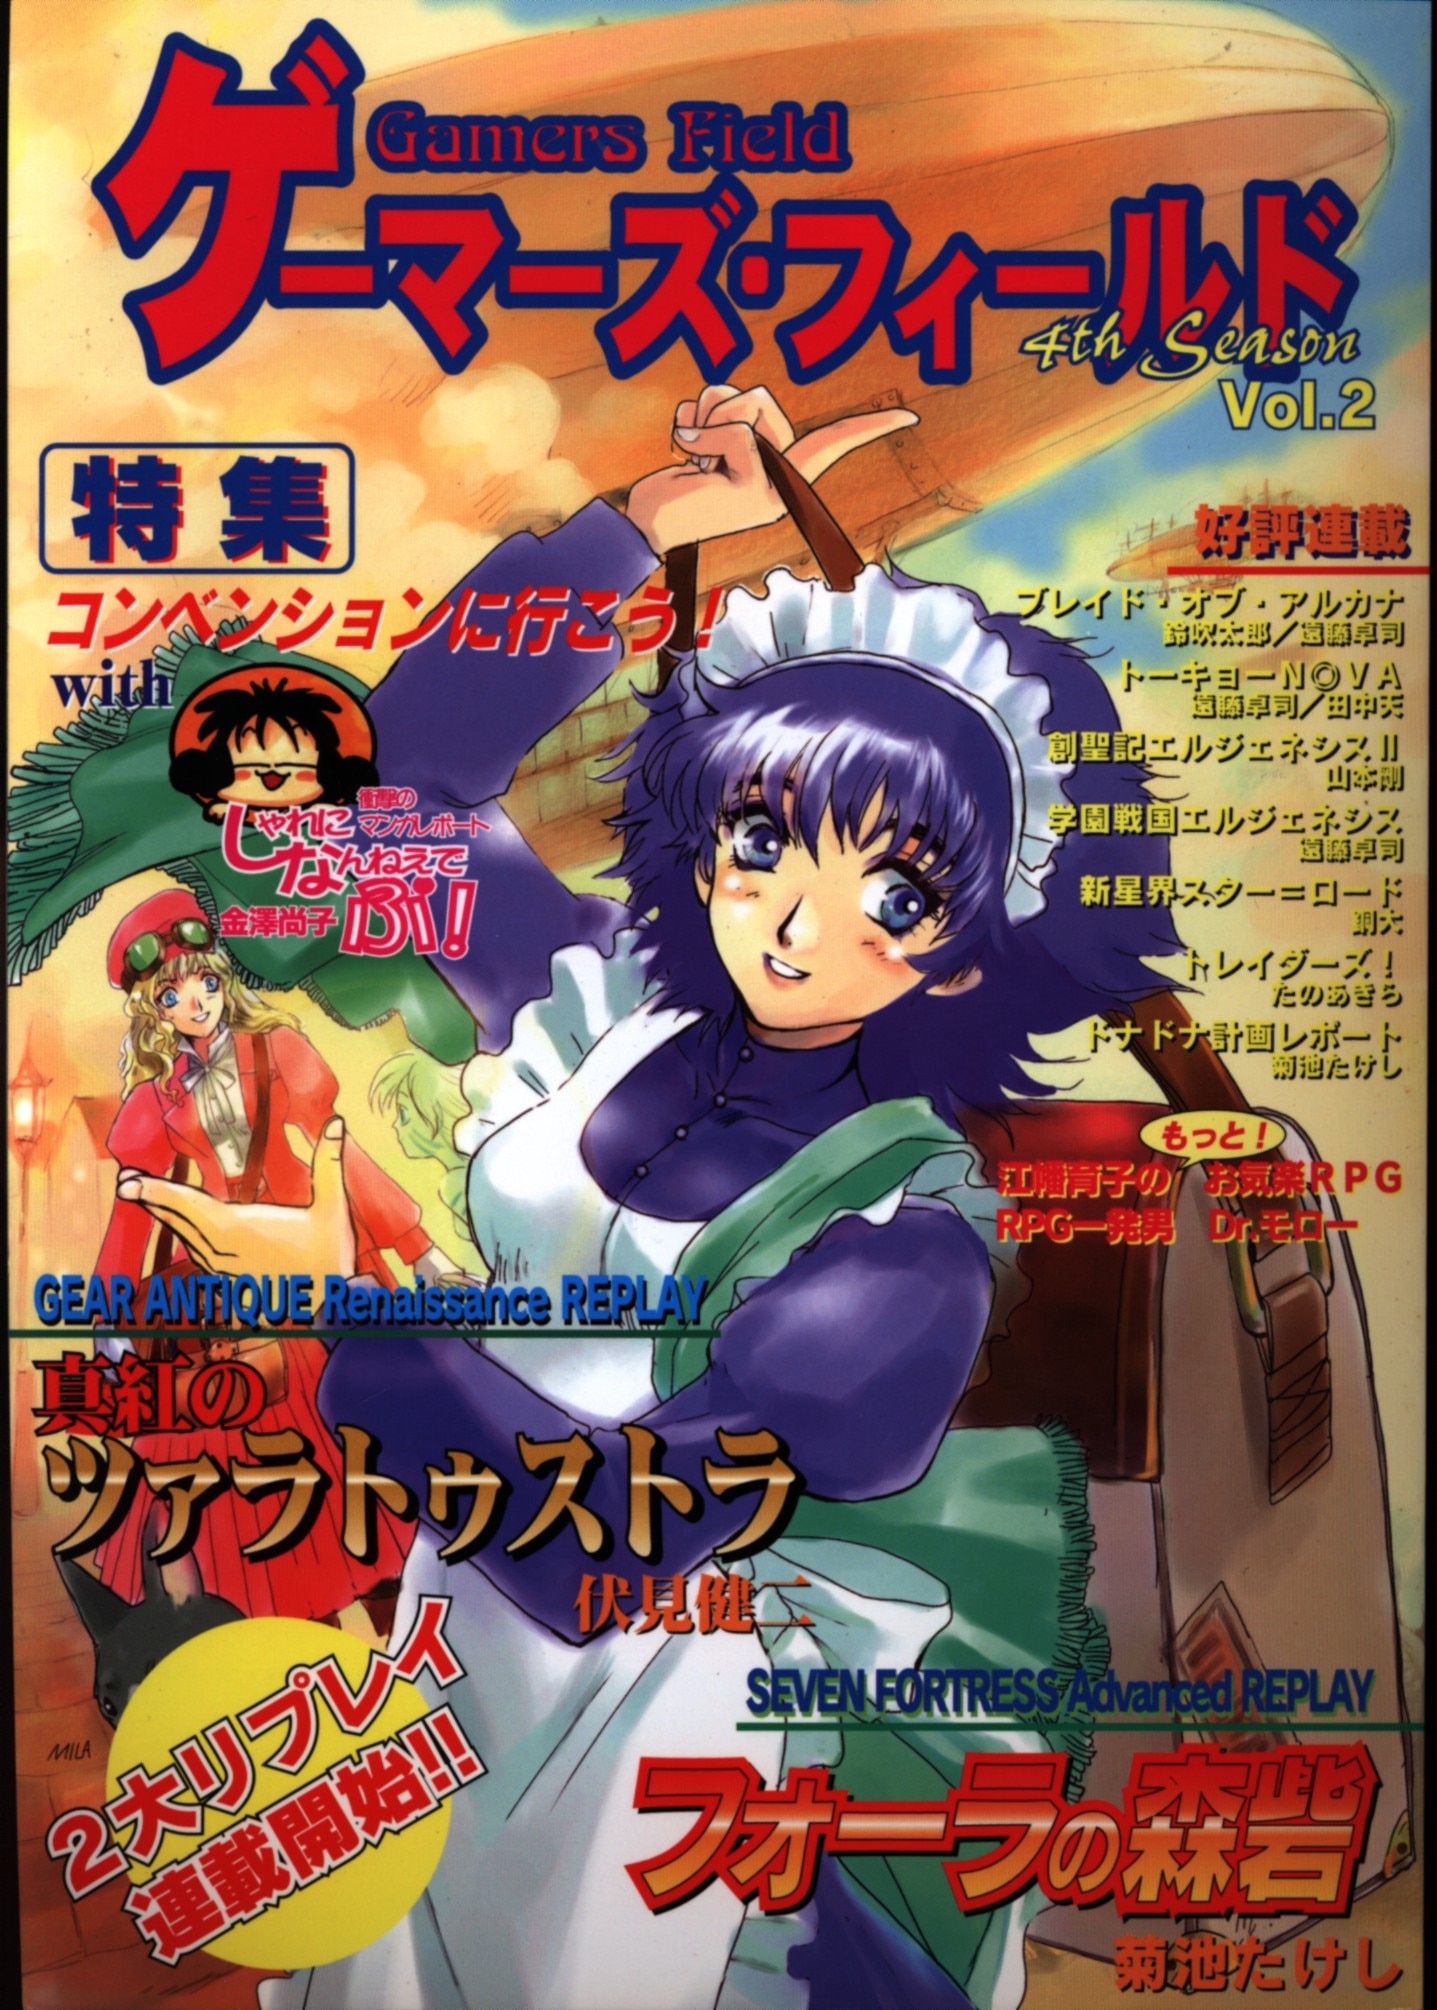 Gamers Field
ゲーマーズ・フィールド
4th Season
Vol.2
特集
コンベンションに行こう!
with
衝撃の
マンガレポート
しゃれに
なんねえで
ぷい!
金澤尚子
好評連載
ブレイド・オブ・アルカナ
鈴吹太郎/遠藤卓司
トーキョーN◎VA
遠藤卓司/田中天
創聖記エルジェネシスII
山本剛
学園戦国エルジェネシス
遠藤卓司
新星界スター=ロード
銅大
トレイダーズ!
たのあきら
ドナドナ計画レポート
菊池たけし
もっと!
江幡育子の お気楽RPG
RPG一発男 Dr.モロー
GEAR ANTIQUE Renaissance REPLAY
真紅の
ツァラトゥストラ
伏見健二
SEVEN FORTRESS Advanced REPLAY
フォーラの森砦
菊池たけし
2大リプレイ
連載開始!!
MILA